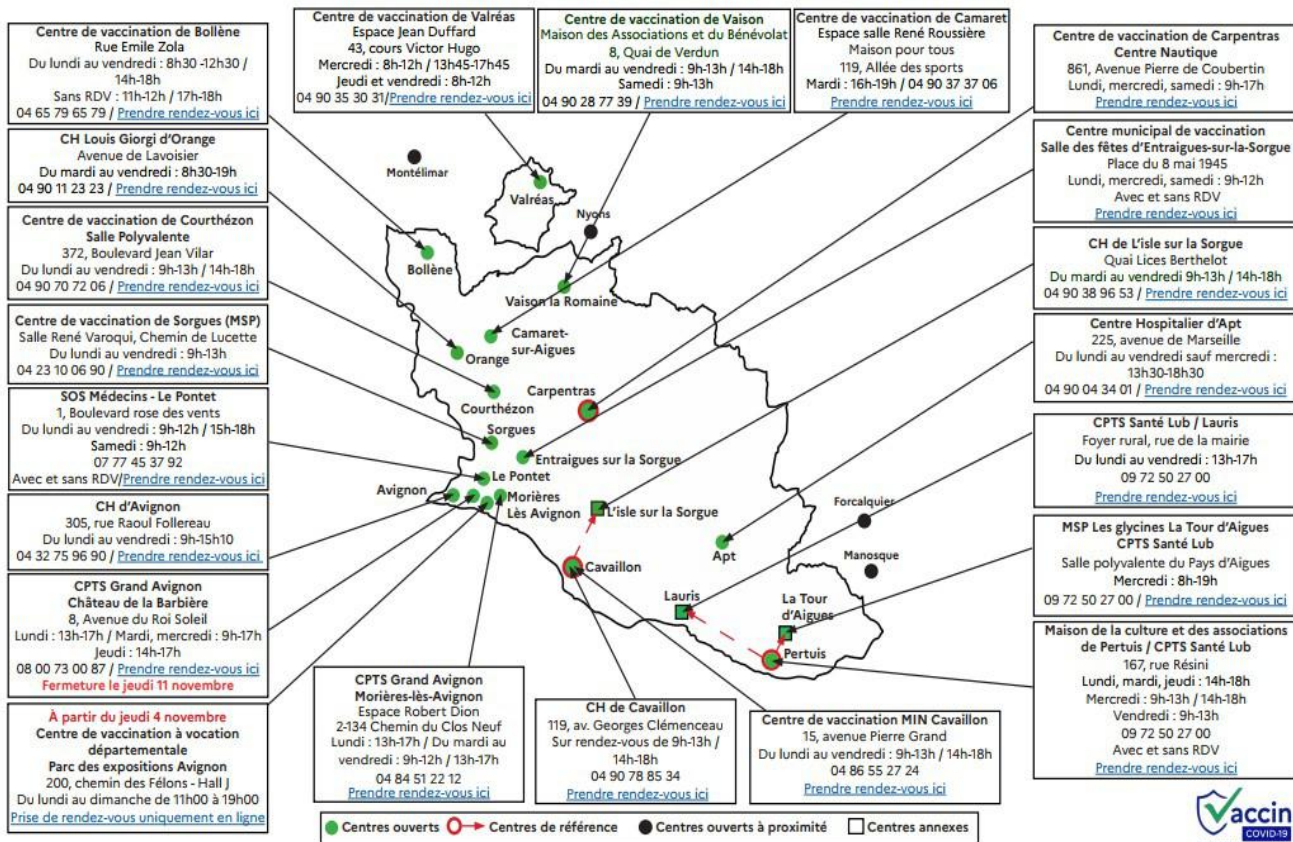 Centre de vaccination de Bollène
Rue Emile Zola
Du lundi au vendredi : 8h30 -12h30 /
14h-18h
Sans RDV : 11h-12h / 17h-18h
04 65 79 65 79 / Prendre rendez-vous ici
CH Louis Giorgi d'Orange
Avenue de Lavoisier
Du mardi au vendredi : 8h30-19h
04 90 11 23 23 / Prendre rendez-vous ici
Centre de vaccination de Courthézon
Salle Polyvalente
372, Boulevard Jean Vilar
Du lundi au vendredi : 9h-13h / 14h-18h
04 90 70 72 06 / Prendre rendez-vous ici
Centre de vaccination de Sorgues (MSP)
Salle René Varoqui, Chemin de Lucette
Du lundi au vendredi : 9h-13h
04 23 10 06 90 / Prendre rendez-vous ici
SOS Médecins - Le Pontet
1, Boulevard rose des vents
Du lundi au vendredi : 9h-12h / 15h-18h
Samedi : 9h-12h
07 77 45 37 92
Avec et sans RDV/Prendre rendez-vous ici
CH d'Avignon
305, rue Raoul Follereau
Du lundi au vendredi : 9h-15h10
04 32 75 96 90 / Prendre rendez-vous ici
CPTS Grand Avignon
Château de la Barbière
8, Avenue du Roi Soleil
Lundi : 13h-17h / Mardi, mercredi : 9h-17h
Jeudi : 14h-17h
08 00 73 00 87 / Prendre rendez-vous ici
Fermeture le jeudi 11 novembre
À partir du jeudi 4 novembre
Centre de vaccination à vocation
départementale
Parc des expositions Avignon
200, chemin des Félons - Hall J
Du lundi au dimanche de 11h00 à 19h00
Prise de rendez-vous uniquement en ligne
Centre de vaccination de Valréas
Espace Jean Duffard
43, cours Victor Hugo
Mercredi : 8h-12h / 13h45-17h45
Jeudi et vendredi : 8h-12h
04 90 35 30 31/Prendre rendez-vous ici
Centre de vaccination de Vaison
Maison des Associations et du Bénévolat
8, Quai de Verdun
Du mardi au vendredi : 9h-13h / 14h-18h
Samedi : 9h-13h
04 90 28 77 39 / Prendre rendez-vous ici
Centre de vaccination de Camaret
Espace salle René Roussière
Maison pour tous
119, Allée des sports
Mardi : 16h-19h / 04 90 37 37 06
Prendre rendez-vous ici
Montélimar
Valréas
Nyons
Bollène
Vaison la Romaine
Camaret-
sur-Aigues
Orange
Carpentras
Courthézon
Sorgues
Entraigues sur la Sorgue
Le Pontet
Avignon
Morières
Lès Avignon
L'isle sur la Sorgue
Forcalquier
Apt
Manosque
Cavaillon
Lauris
La Tour
d'Aigues
Pertuis
CPTS Grand Avignon
Morières-lès-Avignon
Espace Robert Dion
2-134 Chemin du Clos Neuf
Lundi : 13h-17h / Du mardi au
vendredi : 9h-12h / 13h-17h
04 84 51 22 12
Prendre rendez-vous ici
CH de Cavaillon
119, av. Georges Clémenceau
Sur rendez-vous de 9h-13h /
14h-18h
04 90 78 85 34
Prendre rendez-vous ici
Centre de vaccination MIN Cavaillon
15, avenue Pierre Grand
Du lundi au vendredi : 9h-13h / 14h-18h
04 86 55 27 24
Prendre rendez-vous ici
Centre de vaccination de Carpentras
Centre Nautique
861, Avenue Pierre de Coubertin
Lundi, mercredi, samedi : 9h-17h
Prendre rendez-vous ici
Centre municipal de vaccination
Salle des fêtes d'Entraigues-sur-la-Sorgue
Place du 8 mai 1945
Lundi, mercredi, samedi : 9h-12h
Avec et sans RDV
Prendre rendez-vous ici
CH de L'isle sur la Sorgue
Quai Lices Berthelot
Du mardi au vendredi 9h-13h / 14h-18h
04 90 38 96 53 / Prendre rendez-vous ici
Centre Hospitalier d'Apt
225, avenue de Marseille
Du lundi au vendredi sauf mercredi :
13h30-18h30
04 90 04 34 01 / Prendre rendez-vous ici
CPTS Santé Lub / Lauris
Foyer rural, rue de la mairie
Du lundi au vendredi : 13h-17h
09 72 50 27 00
Prendre rendez-vous ici
MSP Les glycines La Tour d'Aigues
CPTS Santé Lub
Salle polyvalente du Pays d'Aigues
Mercredi : 8h-19h
09 72 50 27 00 / Prendre rendez-vous ici
Maison de la culture et des associations
de Pertuis / CPTS Santé Lub
167, rue Résini
Lundi, mardi, jeudi : 14h-18h
Mercredi : 9h-13h / 14h-18h
Vendredi : 9h-13h
09 72 50 27 00
Avec et sans RDV
Prendre rendez-vous ici
Centres ouverts
Centres de référence
Centres ouverts à proximité
Centres annexes
Vaccin
COVID-19